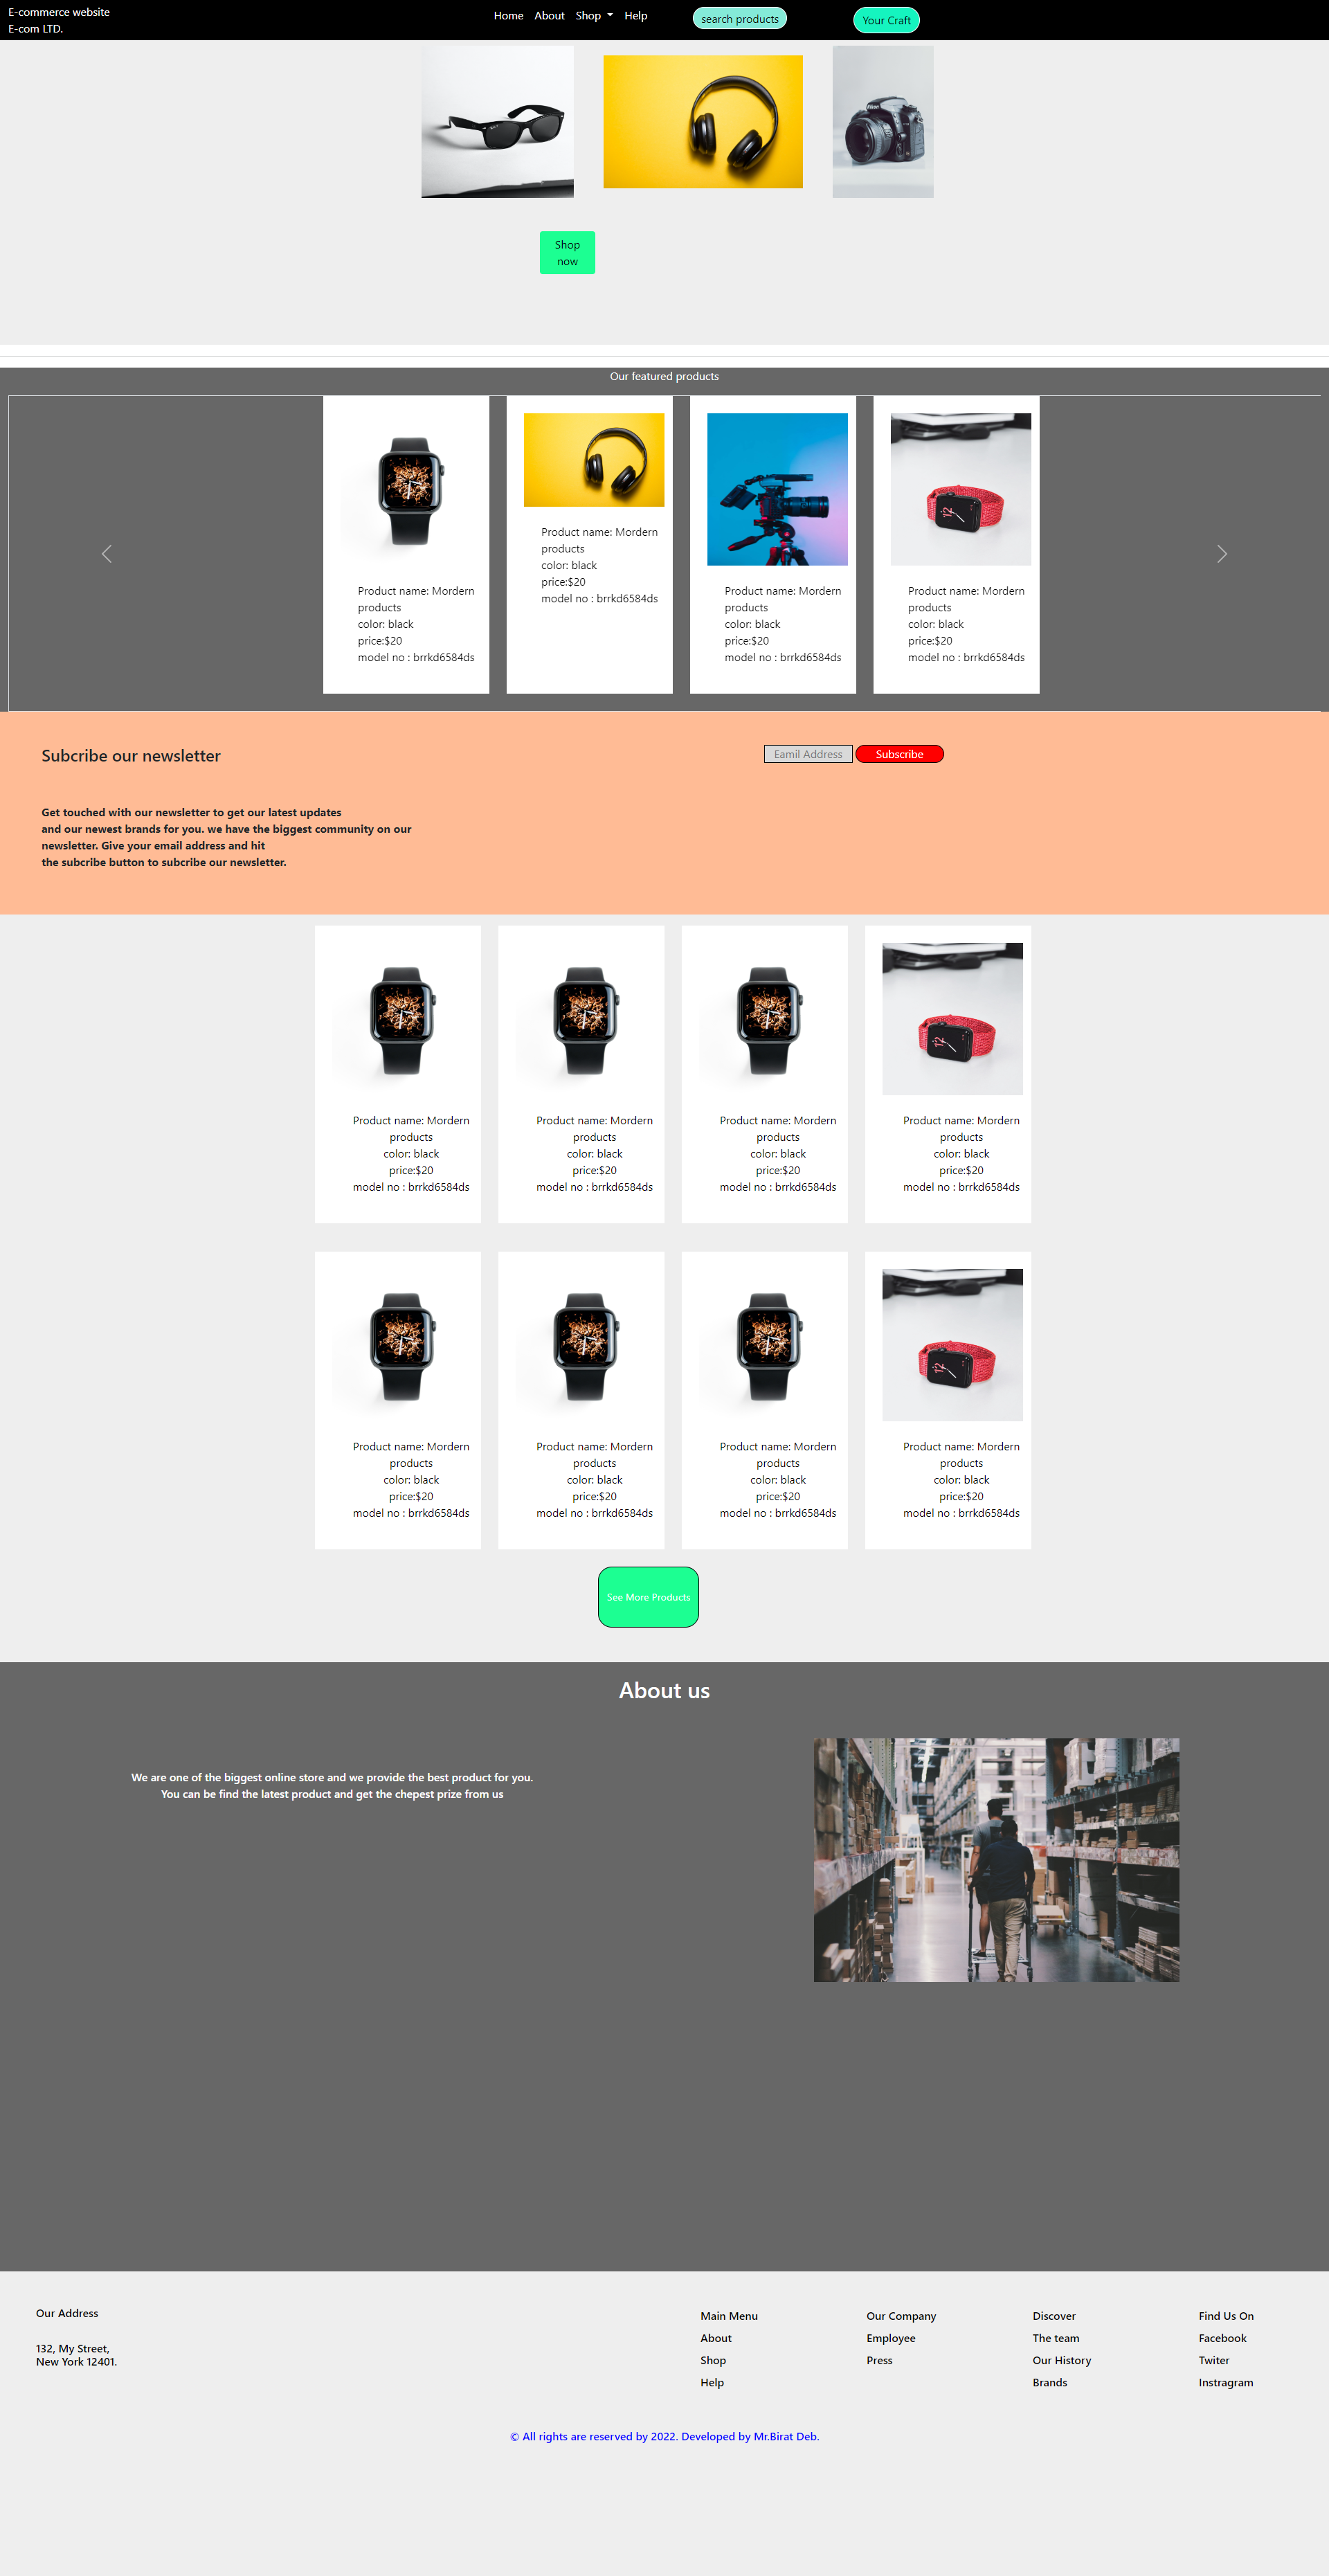 E-commerce website
E-com LTD.
Home About Shop Help
search products
Your Craft
Shop
now
Our featured products
Product name: Mordern
products
color: black
price:$20
model no : brrkd6584ds
Product name: Mordern
products
color: black
price:$20
model no : brrkd6584ds
Product name: Mordern
products
color: black
price:$20
model no : brrkd6584ds
Product name: Mordern
products
color: black
price:$20
model no : brrkd6584ds
Subcribe our newsletter
Eamil Address
Subscribe
Get touched with our newsletter to get our latest updates
and our newest brands for you. we have the biggest community on our
newsletter. Give your email address and hit
the subcribe button to subcribe our newsletter.
Product name: Mordern
products
color: black
price:$20
model no : brrkd6584ds
Product name: Mordern
products
color: black
price:$20
model no : brrkd6584ds
Product name: Mordern
products
color: black
price:$20
model no : brrkd6584ds
Product name: Mordern
products
color: black
price:$20
model no : brrkd6584ds
Product name: Mordern
products
color: black
price:$20
model no : brrkd6584ds
Product name: Mordern
products
color: black
price:$20
model no : brrkd6584ds
Product name: Mordern
products
color: black
price:$20
model no : brrkd6584ds
Product name: Mordern
products
color: black
price:$20
model no : brrkd6584ds
See More Products
About us
We are one of the biggest online store and we provide the best product for you.
You can be find the latest product and get the chepest prize from us
Our Address
132, My Street,
New York 12401.
Main Menu
About
Shop
Help
Our Company
Employee
Press
Discover
The team
Our History
Brands
Find Us On
Facebook
Twiter
Instragram
© All rights are reserved by 2022. Developed by Mr.Birat Deb.